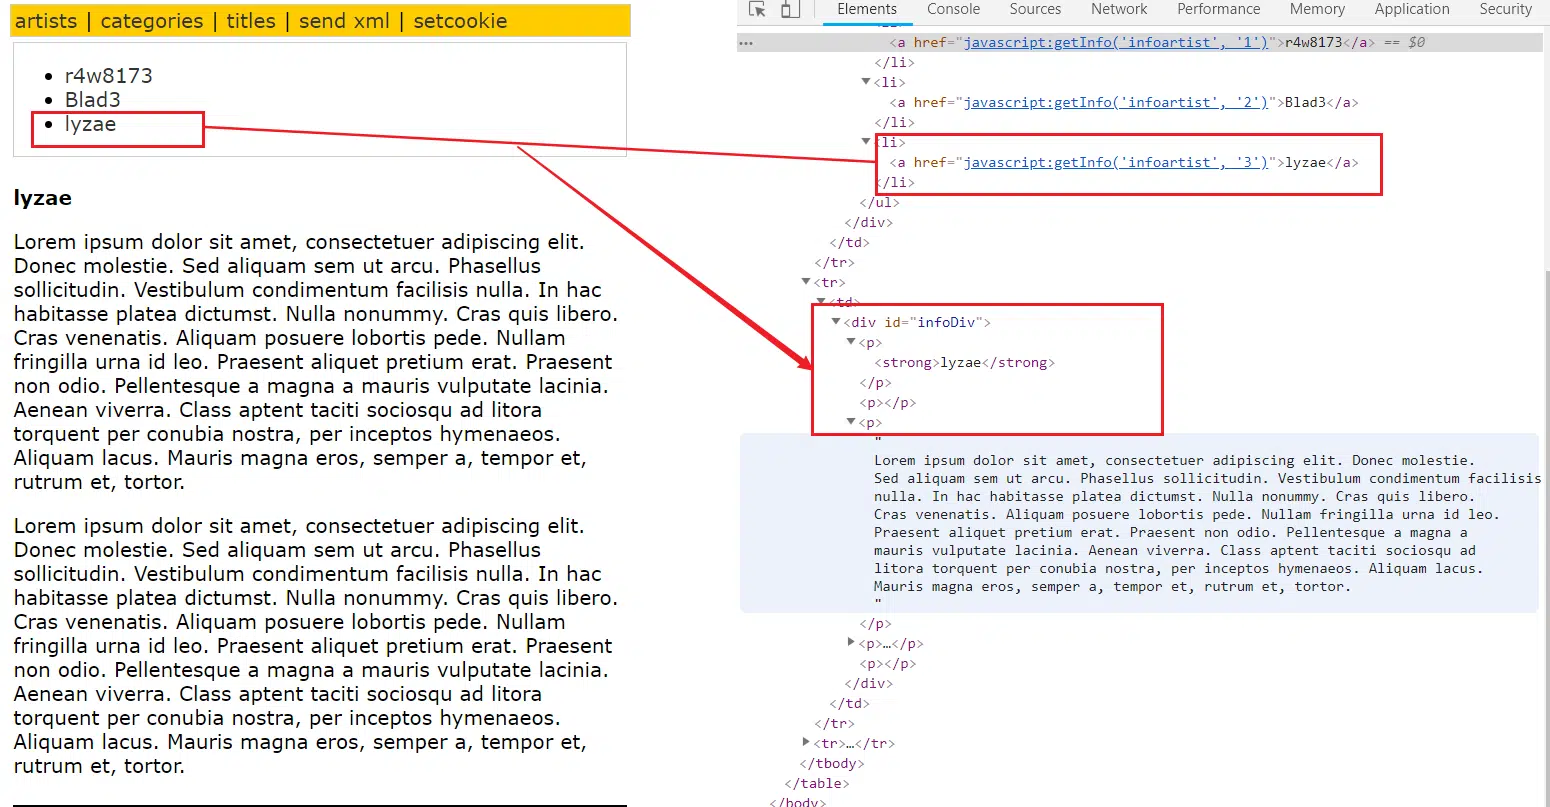 artists | categories | titles | send xml | setcookie
• r4w8173
• Blad3
• lyzae
lyzae
Lorem ipsum dolor sit amet, consectetuer adipiscing elit.
Donec molestie. Sed aliquam sem ut arcu. Phasellus
sollicitudin. Vestibulum condimentum facilisis nulla. In hac
habitasse platea dictumst. Nulla nonummy. Cras quis libero.
Cras venenatis. Aliquam posuere lobortis pede. Nullam
fringilla urna id leo. Praesent aliquet pretium erat. Praesent
non odio. Pellentesque a magna a mauris vulputate lacinia.
Aenean viverra. Class aptent taciti sociosqu ad litora
torquent per conubia nostra, per inceptos hymenaeos.
Aliquam lacus. Mauris magna eros, semper a, tempor et,
rutrum et, tortor.
Lorem ipsum dolor sit amet, consectetuer adipiscing elit.
Donec molestie. Sed aliquam sem ut arcu. Phasellus
sollicitudin. Vestibulum condimentum facilisis nulla. In hac
habitasse platea dictumst. Nulla nonummy. Cras quis libero.
Cras venenatis. Aliquam posuere lobortis pede. Nullam
fringilla urna id leo. Praesent aliquet pretium erat. Praesent
non odio. Pellentesque a magna a mauris vulputate lacinia.
Aenean viverra. Class aptent taciti sociosqu ad litora
torquent per conubia nostra, per inceptos hymenaeos.
Aliquam lacus. Mauris magna eros, semper a, tempor et,
rutrum et, tortor.
Elements Console Sources Network Performance Memory Application Security
… <a href="javascript:getInfo('infoartist', '1')">r4w8173</a> == $0
</li>
▼<li>
<a href="javascript:getInfo('infoartist', '2')">Blad3</a>
</li>
▼<li>
<a href="javascript:getInfo('infoartist', '3')">lyzae</a>
</li>
</ul>
</div>
</td>
</tr>
▼<tr>
▼<td>
▼<div id="infoDiv">
▼<p>
<strong>lyzae</strong>
</p>
<p></p>
▼<p>
"
Lorem ipsum dolor sit amet, consectetuer adipiscing elit. Donec molestie.
Sed aliquam sem ut arcu. Phasellus sollicitudin. Vestibulum condimentum facilisis
nulla. In hac habitasse platea dictumst. Nulla nonummy. Cras quis libero.
Cras venenatis. Aliquam posuere lobortis pede. Nullam fringilla urna id leo.
Praesent aliquet pretium erat. Praesent non odio. Pellentesque a magna a
mauris vulputate lacinia. Aenean viverra. Class aptent taciti sociosqu ad
litora torquent per conubia nostra, per inceptos hymenaeos. Aliquam lacus.
Mauris magna eros, semper a, tempor et, rutrum et, tortor.
"
</p>
▶<p>…</p>
<p></p>
</div>
</td>
</tr>
▶<tr>…</tr>
</tbody>
</table>
</body>